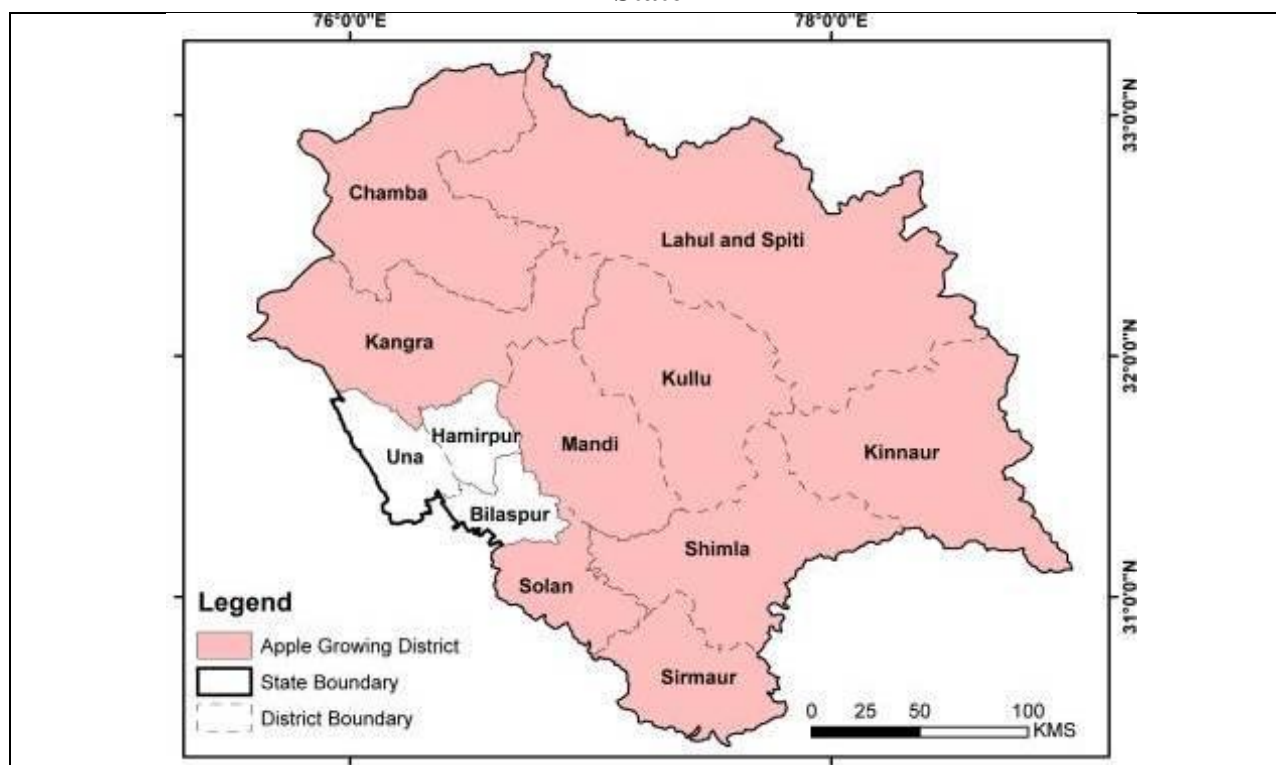 76°0'0"E
78°0'0"E
33°0'0"N
Chamba
Lahul and Spiti
Kangra
32°0'0"N
Kullu
Hamirpur
Mandi
Una
Kinnaur
Bilaspur
Shimla
Solan
31°0'0"N
Legend
Apple Growing District
State Boundary
District Boundary
Sirmaur
0 25 50 100
KMS